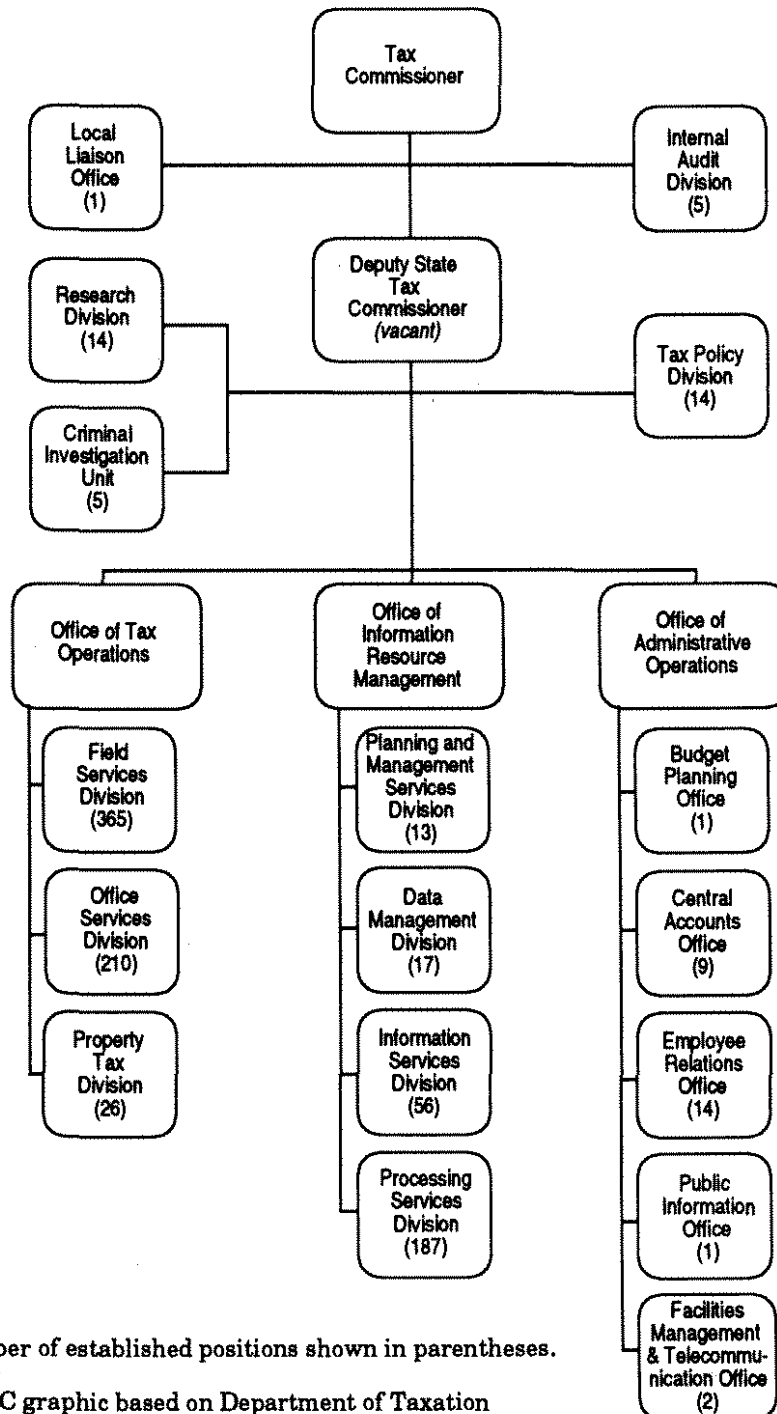 Tax
Commissioner
Local
Liaison
Office
(1)
Internal
Audit
Division
(5)
Deputy State
Tax
Commissioner
(vacant)
Research
Division
(14)
Tax Policy
Division
(14)
Criminal
Investigation
Unit
(5)
Office of Tax
Operations
Office of
Information
Resource
Management
Office of
Administrative
Operations
Field
Services
Division
(365)
Office
Services
Division
(210)
Property
Tax
Division
(26)
Planning and
Management
Services
Division
(13)
Data
Management
Division
(17)
Information
Services
Division
(56)
Processing
Services
Division
(187)
Budget
Planning
Office
(1)
Central
Accounts
Office
(9)
Employee
Relations
Office
(14)
Public
Information
Office
(1)
Facilities
Management
& Telecommu-
nication Office
(2)
ber of established positions shown in parentheses.
C graphic based on Department of Taxation